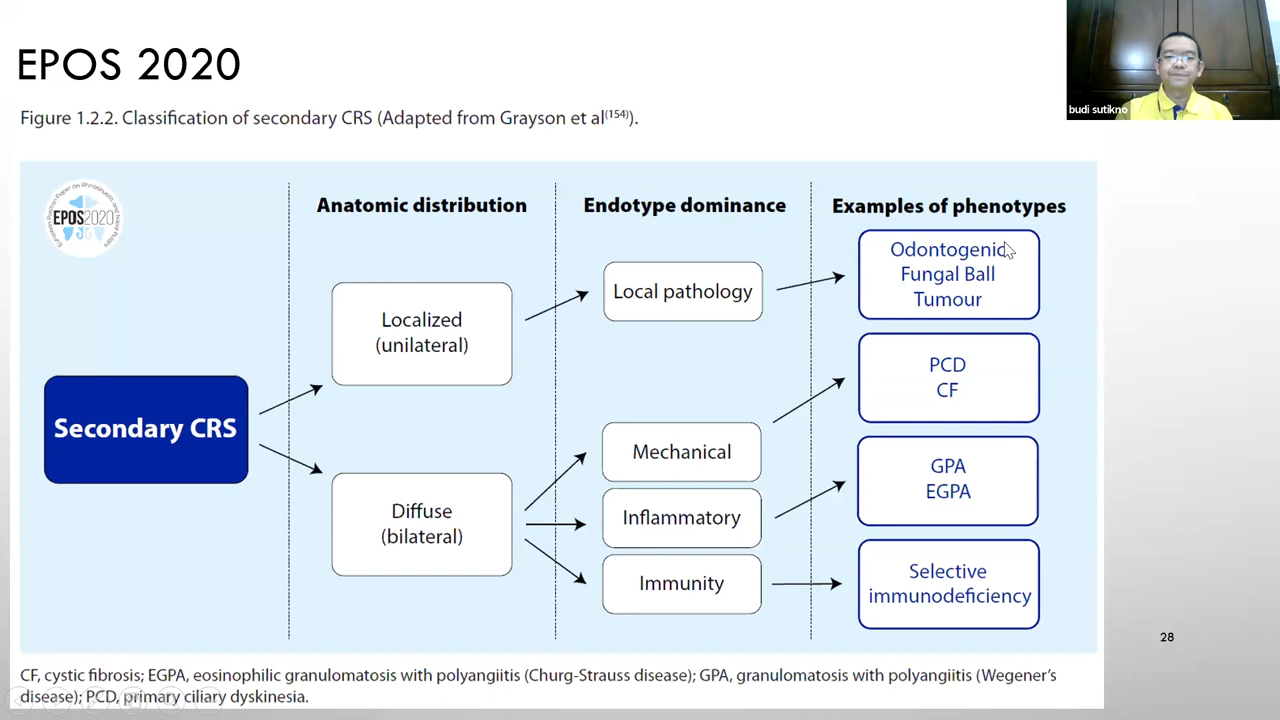 EPOS 2020
budi sutikno
Figure 1.2.2. Classification of secondary CRS (Adapted from Grayson et al(154)).
EPOS2020
Anatomic distribution
Endotype dominance
Examples of phenotypes
Secondary CRS
Localized
(unilateral)
Diffuse
(bilateral)
Local pathology
Mechanical
Inflammatory
Immunity
Odontogenic
Fungal Ball
Tumour
PCD
CF
GPA
EGPA
Selective
immunodeficiency
28
CF, cystic fibrosis; EGPA, eosinophilic granulomatosis with polyangiitis (Churg-Strauss disease); GPA, granulomatosis with polyangiitis (Wegener’s
disease); PCD, primary ciliary dyskinesia.